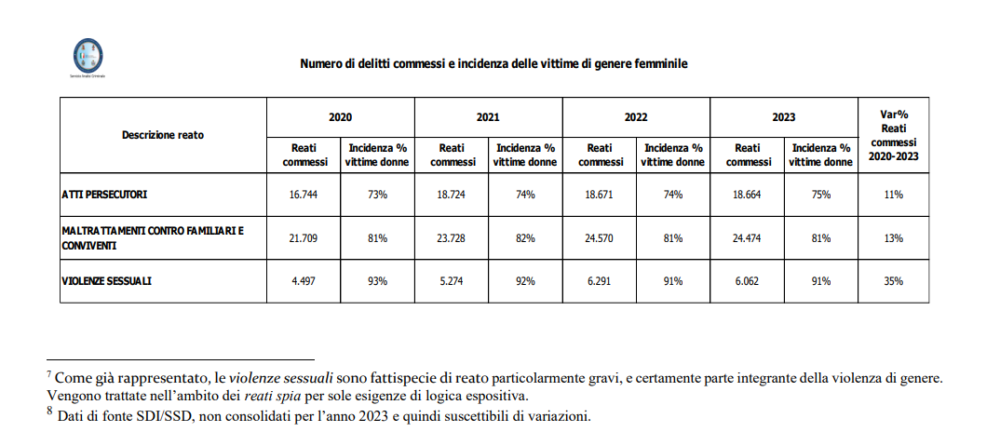 Servizio Analisi Criminale
Numero di delitti commessi e incidenza delle vittime di genere femminile
Descrizione reato 2020 2021 2022 2023 Var% Reati commessi 2020-2023
Reati commessi Incidenza % vittime donne Reati commessi Incidenza % vittime donne Reati commessi Incidenza % vittime donne Reati commessi Incidenza % vittime donne
ATTI PERSECUTORI 16.744 73% 18.724 74% 18.671 74% 18.664 75% 11%
MALTRATTAMENTI CONTRO FAMILIARI E CONVIVENTI 21.709 81% 23.728 82% 24.570 81% 24.474 81% 13%
VIOLENZE SESSUALI 4.497 93% 5.274 92% 6.291 91% 6.062 91% 35%
7 Come già rappresentato, le violenze sessuali sono fattispecie di reato particolarmente gravi, e certamente parte integrante della violenza di genere.
Vengono trattate nell'ambito dei reati spia per sole esigenze di logica espositiva.
8 Dati di fonte SDI/SSD, non consolidati per l'anno 2023 e quindi suscettibili di variazioni.